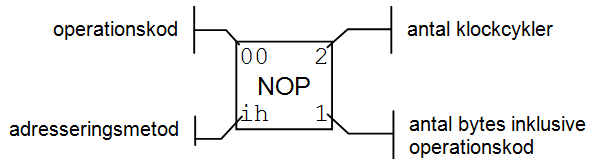 operationskod
antal klockcykler
00 2
NOP
ih 1
adresseringsmetod
antal bytes inklusive
operationskod